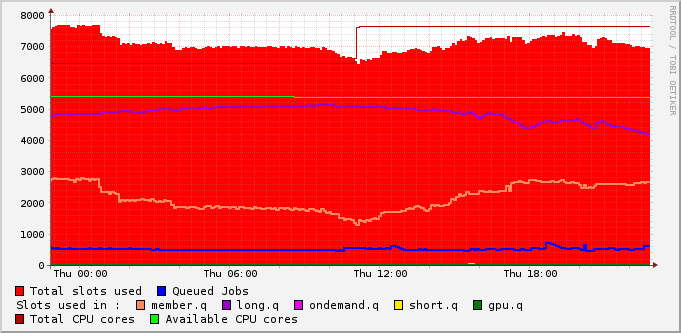 8000
7000
6000
5000
4000
3000
2000
1000
0
Thu 00:00 Thu 06:00 Thu 12:00 Thu 18:00
RRDTOOL / TOBI OETIKER
Total slots used Queued Jobs
Slots used in : member.q long.q ondemand.q short.q gpu.q
Total CPU cores Available CPU cores